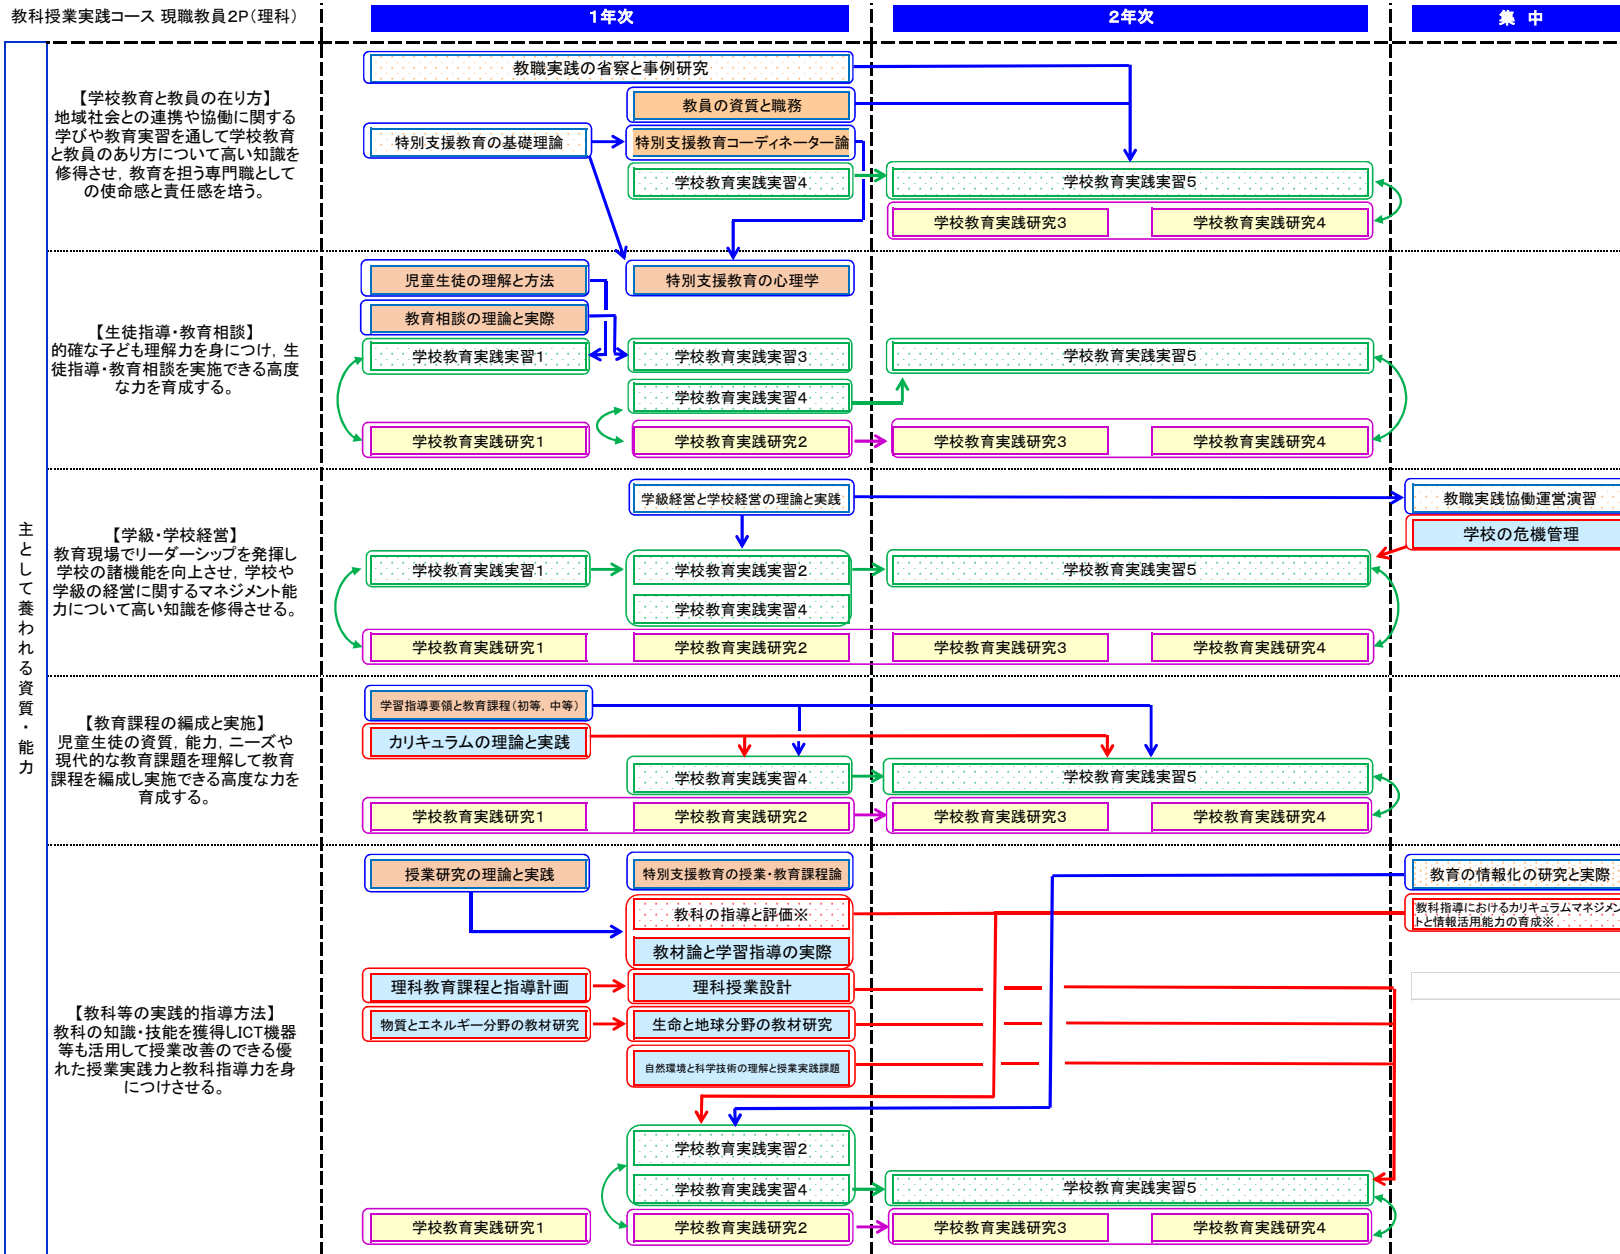 教科授業実践コース 現職教員2P(理科)
1年次
2年次
集 中
主として養われる資質・能力
【学校教育と教員の在り方】
地域社会との連携や協働に関する
学びや教育実習を通して学校教育
と教員のあり方について高い知識を
修得させ，教育を担う専門職として
の使命感と責任感を培う。
教職実践の省察と事例研究
教員の資質と職務
特別支援教育の基礎理論
特別支援教育コーディネーター論
学校教育実践実習4
学校教育実践実習5
学校教育実践研究3
学校教育実践研究4
【生徒指導・教育相談】
的確な子ども理解力を身につけ，生
徒指導・教育相談を実施できる高度
な力を育成する。
児童生徒の理解と方法
特別支援教育の心理学
教育相談の理論と実際
学校教育実践実習1
学校教育実践実習3
学校教育実践実習5
学校教育実践実習4
学校教育実践研究1
学校教育実践研究2
学校教育実践研究3
学校教育実践研究4
【学級・学校経営】
教育現場でリーダーシップを発揮し
学校の諸機能を向上させ，学校や
学級の経営に関するマネジメント能
力について高い知識を修得させる。
学級経営と学校経営の理論と実践
教職実践協働運営演習
学校の危機管理
学校教育実践実習1
学校教育実践実習2
学校教育実践実習5
学校教育実践実習4
学校教育実践研究1
学校教育実践研究2
学校教育実践研究3
学校教育実践研究4
【教育課程の編成と実施】
児童生徒の資質，能力，ニーズや
現代的な教育課題を理解して教育
課程を編成し実施できる高度な力を
育成する。
学習指導要領と教育課程(初等，中等)
カリキュラムの理論と実践
学校教育実践実習4
学校教育実践実習5
学校教育実践研究1
学校教育実践研究2
学校教育実践研究3
学校教育実践研究4
【教科等の実践的指導方法】
教科の知識・技能を獲得しICT機器
等も活用して授業改善のできる優
れた授業実践力と教科指導力を身
につけさせる。
授業研究の理論と実践
特別支援教育の授業・教育課程論
教育の情報化の研究と実際
教科の指導と評価※
教科指導におけるカリキュラムマネジメン
トと情報活用能力の育成※
教材論と学習指導の実際
理科教育課程と指導計画
理科授業設計
物質とエネルギー分野の教材研究
生命と地球分野の教材研究
自然環境と科学技術の理解と授業実践課題
学校教育実践実習2
学校教育実践実習4
学校教育実践実習5
学校教育実践研究1
学校教育実践研究2
学校教育実践研究3
学校教育実践研究4